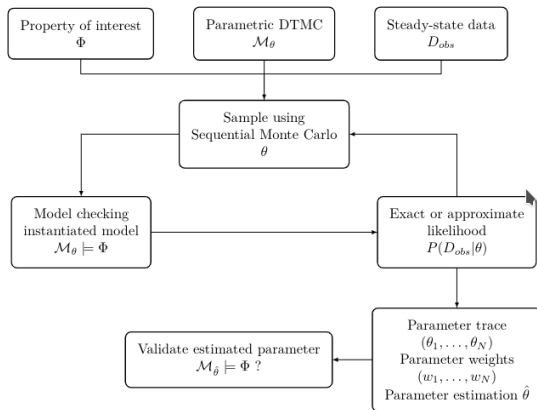 Property of interest
Φ
Parametric DTMC
ℳ_θ
Steady-state data
D_obs
Sample using
Sequential Monte Carlo
θ
Model checking
instantiated model
ℳ_θ ⊨ Φ
Exact or approximate
likelihood
P(D_obs|θ)
Parameter trace
(θ_1, . . . , θ_N)
Parameter weights
(w_1, . . . , w_N)
Parameter estimation θ̂
Validate estimated parameter
ℳ_θ̂ ⊨ Φ ?